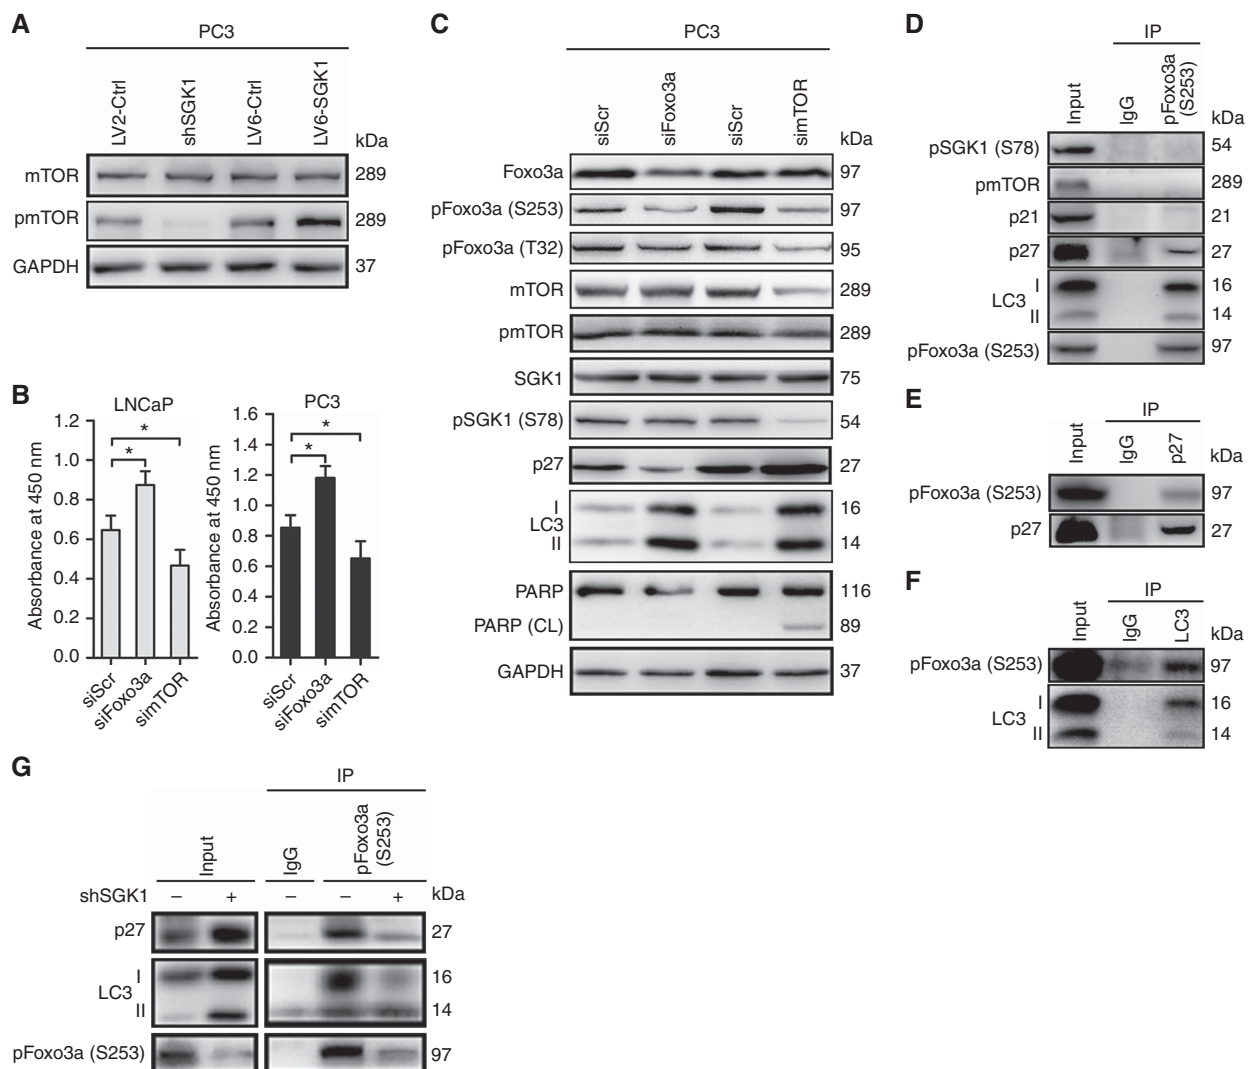 A
PC3
LV2-Ctrl
shSGK1
LV6-Ctrl
LV6-SGK1
kDa
mTOR 289
pmTOR 289
GAPDH 37
B
LNCaP
Absorbance at 450 nm
1.2
1.0
0.8
0.6
0.4
0.2
0.0
*
*
siScr
siFoxo3a
simTOR
PC3
Absorbance at 450 nm
1.6
1.4
1.2
1.0
0.8
0.6
0.4
0.2
0.0
*
*
siScr
siFoxo3a
simTOR
C
PC3
siScr
siFoxo3a
siScr
simTOR
kDa
Foxo3a 97
pFoxo3a (S253) 97
pFoxo3a (T32) 95
mTOR 289
pmTOR 289
SGK1 75
pSGK1 (S78) 54
p27 27
I 16
LC3
II 14
PARP 116
PARP (CL) 89
GAPDH 37
D
IP
Input
IgG
pFoxo3a
(S253)
kDa
pSGK1 (S78) 54
pmTOR 289
p21 21
p27 27
I 16
LC3
II 14
pFoxo3a (S253) 97
E
IP
Input
IgG
p27
kDa
pFoxo3a (S253) 97
p27 27
F
IP
Input
IgG
LC3
kDa
pFoxo3a (S253) 97
I 16
LC3
II 14
G
IP
Input
IgG
pFoxo3a
(S253)
shSGK1 – + – – + kDa
p27 27
I 16
LC3
II 14
pFoxo3a (S253) 97